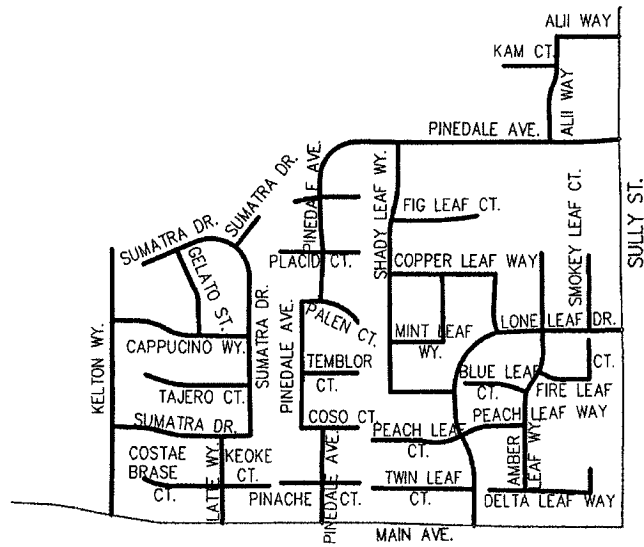 ALII WAY
KAM CT.
ALII WAY
PINEDALE AVE.
SUMATRA DR.
PINEDALE AVE.
SHADY LEAF WY.
FIG LEAF CT.
SMOKEY LEAF CT.
SULLY ST.
SUMATRA DR.
GELATO ST.
PLACID CT.
COPPER LEAF WAY
SUMATRA DR.
PINEDALE AVE.
PALEN CT.
MINT LEAF
WY.
LONE LEAF DR.
KELTON WY.
CAPPUCINO WY.
TEMBLOR
CT.
BLUE LEAF
CT.
FIRE LEAF
CT.
TAJERO CT.
SUMATRA DR.
COSO CT.
PEACH LEAF
CT.
PEACH LEAF WAY
COSTAE
BRASE
CT.
LATTE WY.
KEOKE
CT.
PINACHE CT.
PINEDALE AVE.
TWIN LEAF
CT.
AMBER
LEAF WY.
DELTA LEAF WAY
MAIN AVE.